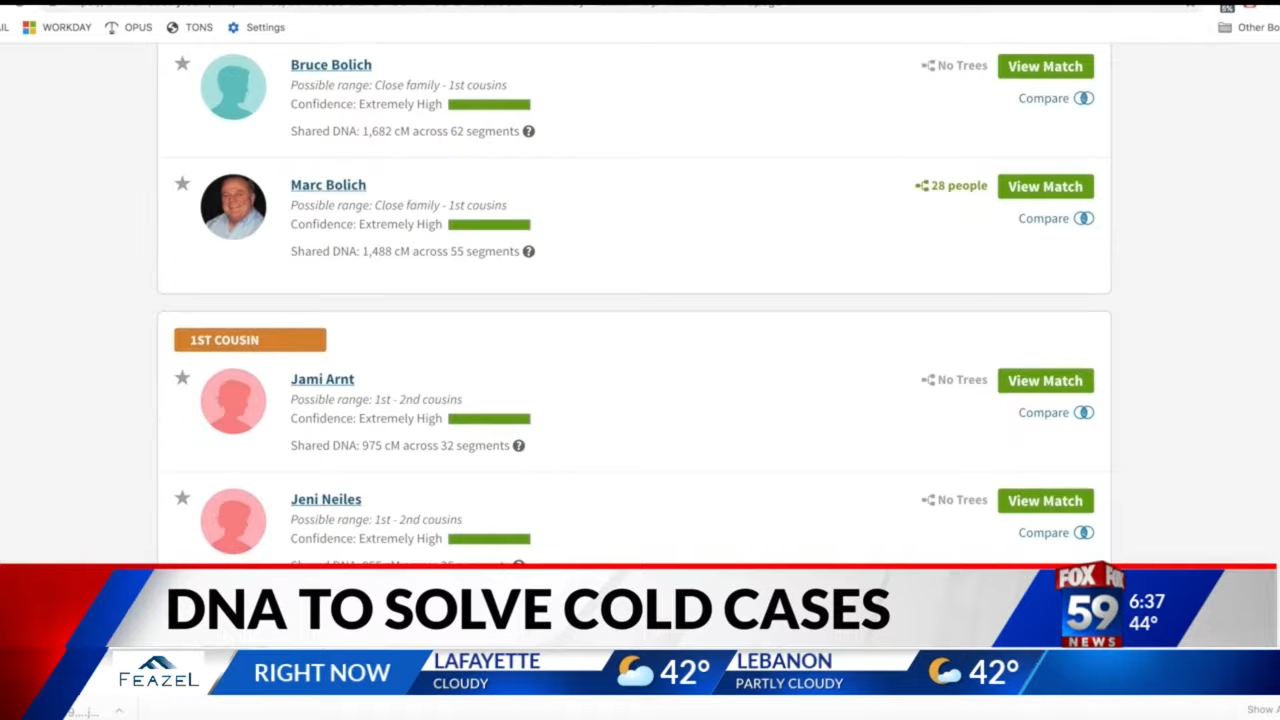 WORKDAY OPUS TONS Settings Other Bo
Bruce Bolich No Trees View Match
Possible range: Close family - 1st cousins
Compare
Confidence: Extremely High
Shared DNA: 1,682 cM across 62 segments ?
Marc Bolich 28 people View Match
Possible range: Close family - 1st cousins
Compare
Confidence: Extremely High
Shared DNA: 1,488 cM across 55 segments ?
1ST COUSIN
Jami Arnt No Trees View Match
Possible range: 1st - 2nd cousins
Compare
Confidence: Extremely High
Shared DNA: 975 cM across 32 segments ?
Jeni Neiles No Trees View Match
Possible range: 1st - 2nd cousins
Compare
Confidence: Extremely High
DNA TO SOLVE COLD CASES
FOX
59
NEWS
6:37
44°
FEAZEL
RIGHT NOW
LAFAYETTE
CLOUDY
42°
LEBANON
PARTLY CLOUDY
42°
Show A